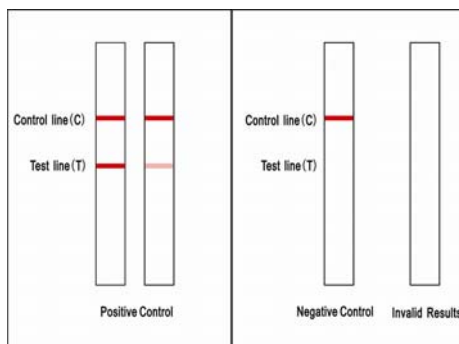 Control line(C)
Test line(T)
Positive Control
Control line(C)
Test line(T)
Negative Control
Invalid Results